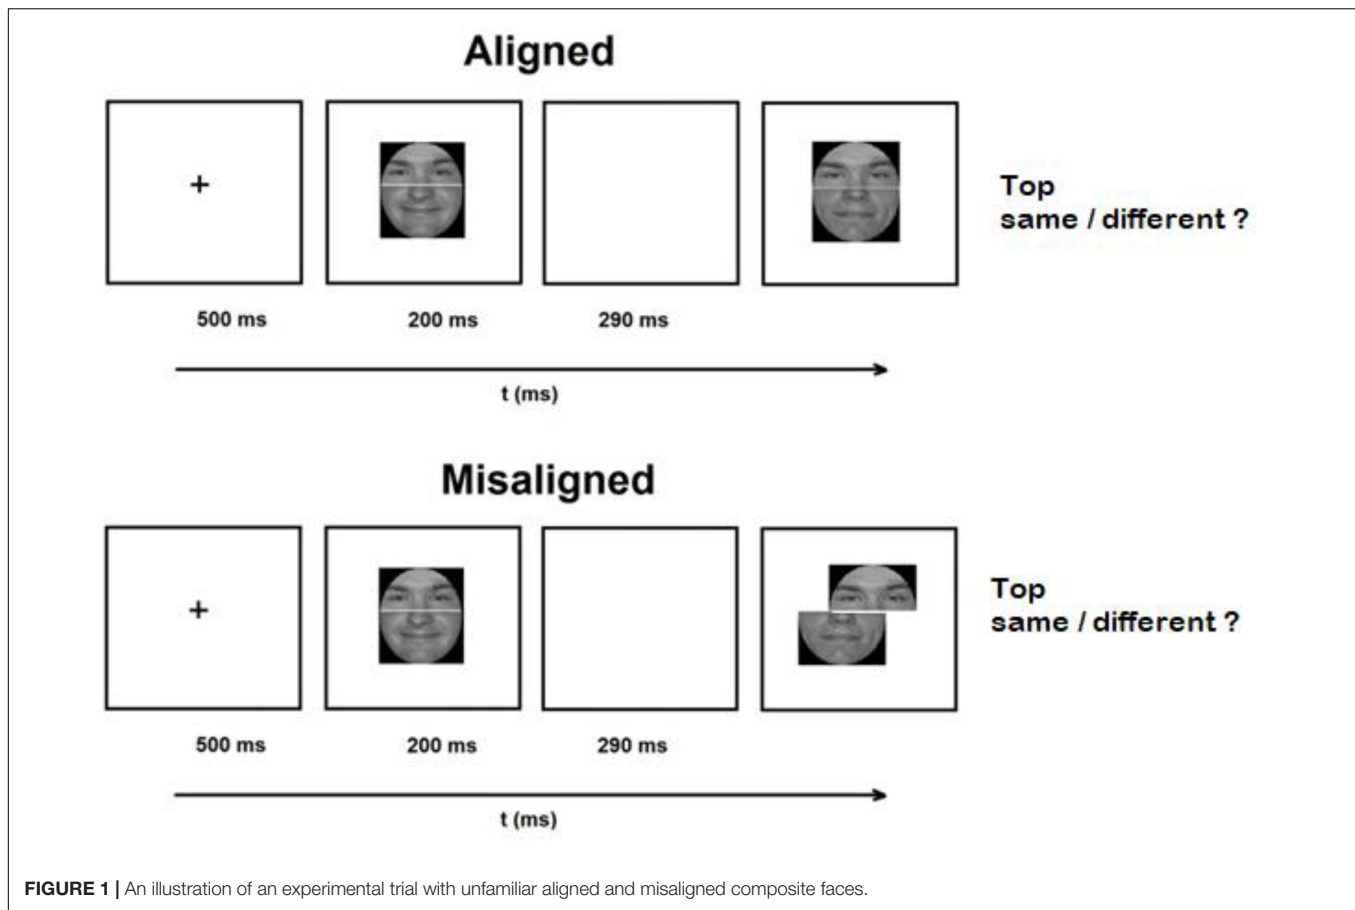 Aligned
+
Top
same / different ?
500 ms
200 ms
290 ms
t (ms)
Misaligned
+
Top
same / different ?
500 ms
200 ms
290 ms
t (ms)
FIGURE 1 | An illustration of an experimental trial with unfamiliar aligned and misaligned composite faces.